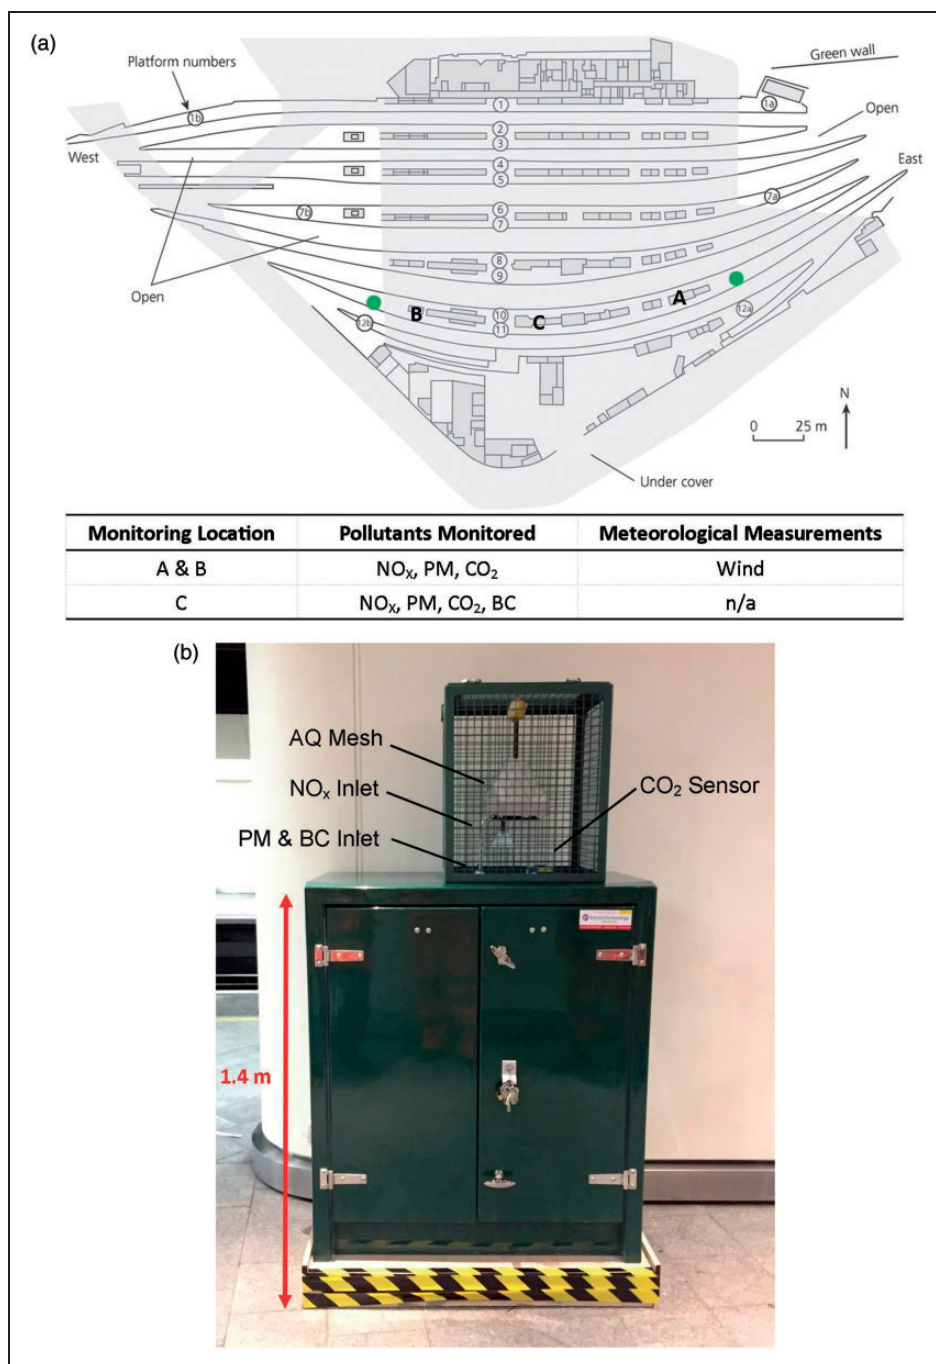 (a)
Platform numbers
Green wall
1
1a
1b
Open
2
3
West
East
4
5
6
7a
7b
7
8
9
Open
A
B
10
C
12a
12b
11
N
0 25 m
Under cover
Monitoring Location Pollutants Monitored Meteorological Measurements
A & B NOX, PM, CO2 Wind
C NOX, PM, CO2, BC n/a
(b)
AQ Mesh
NOx Inlet
CO2 Sensor
PM & BC Inlet
1.4 m